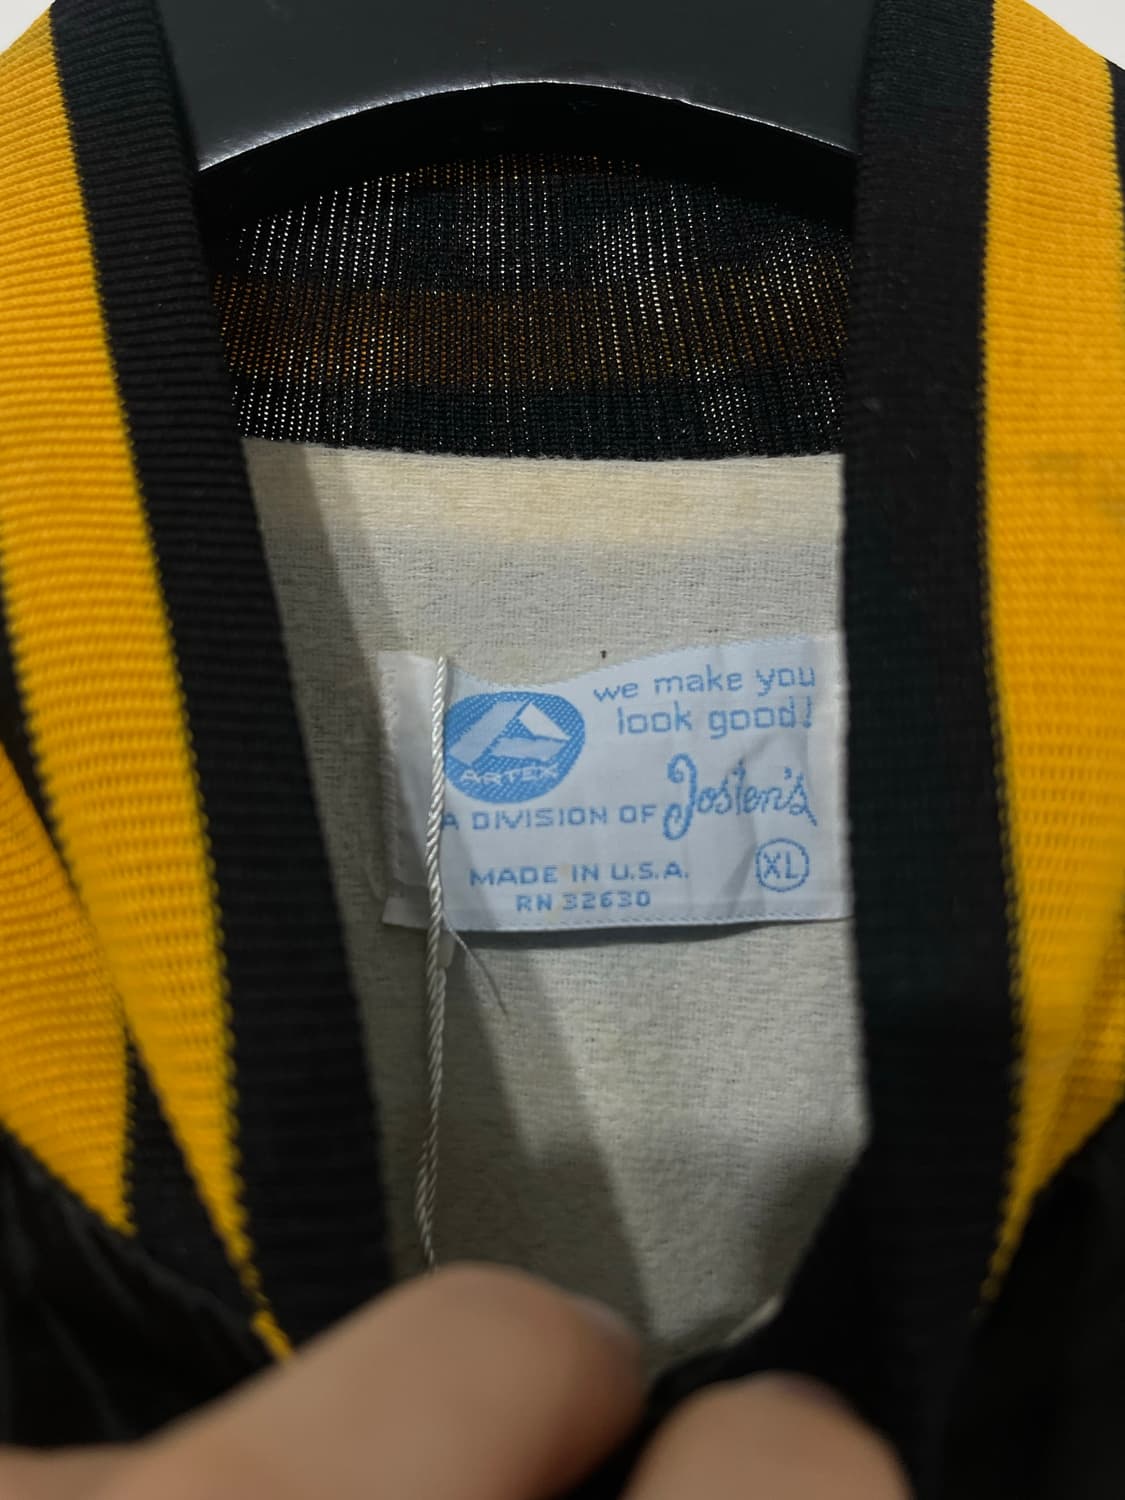 we make you
look good!
ARTEX
A DIVISION OF Josten's
MADE IN U.S.A.
XL
RN 32630